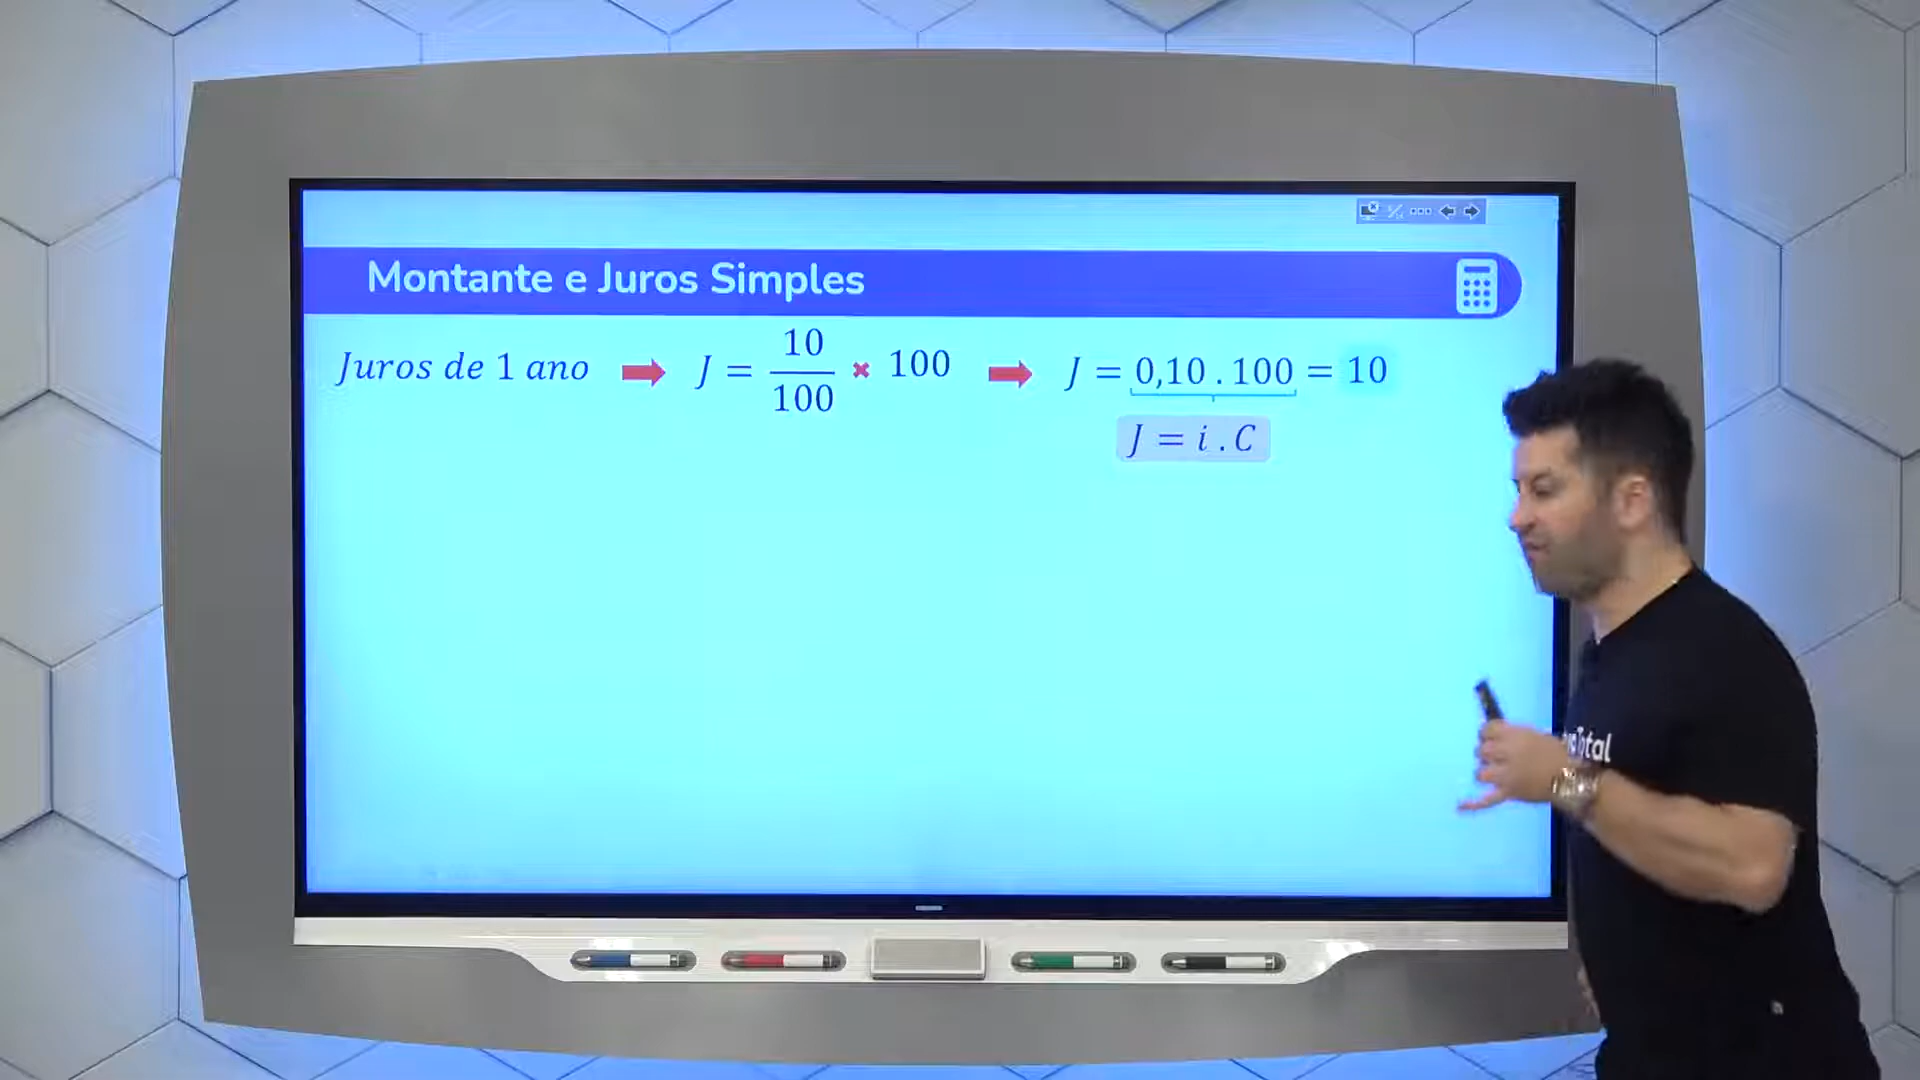 Montante e Juros Simples
Juros de 1 ano ➡ J = 10/100 × 100 ➡ J = 0,10 . 100 = 10
J = i . C